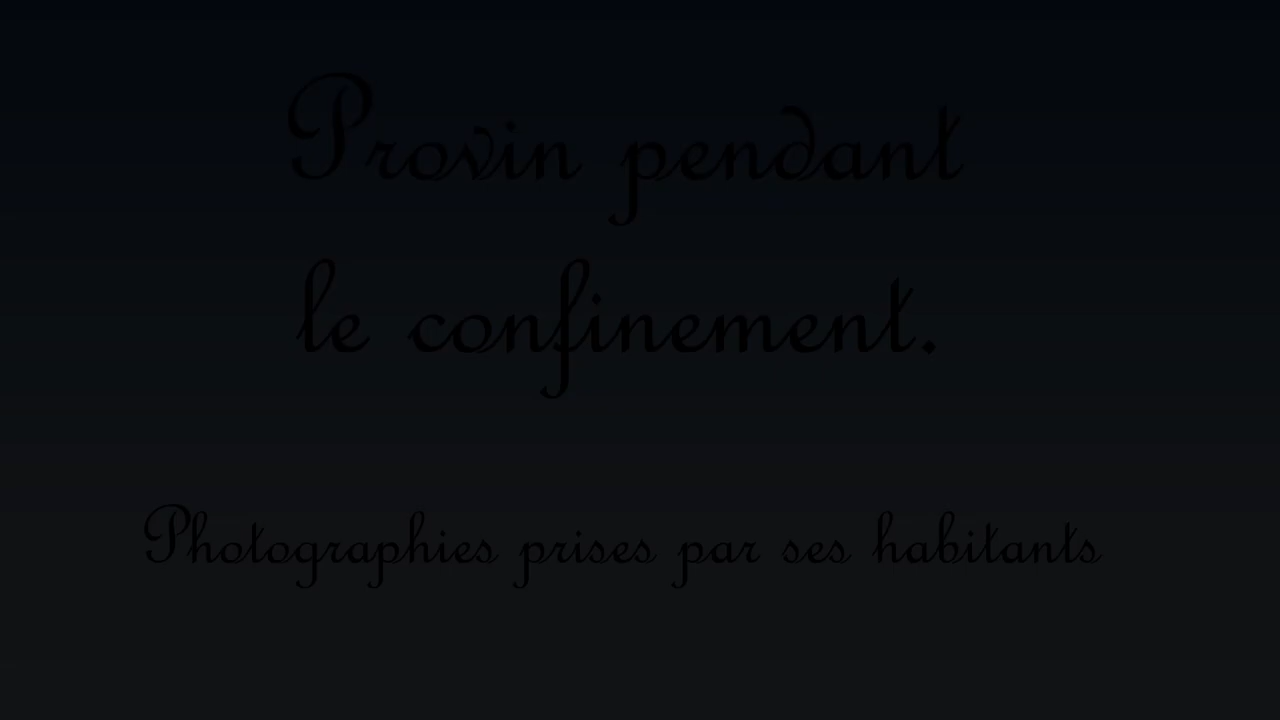 Provin pendant
le confinement.
Photographies prises par ses habitants